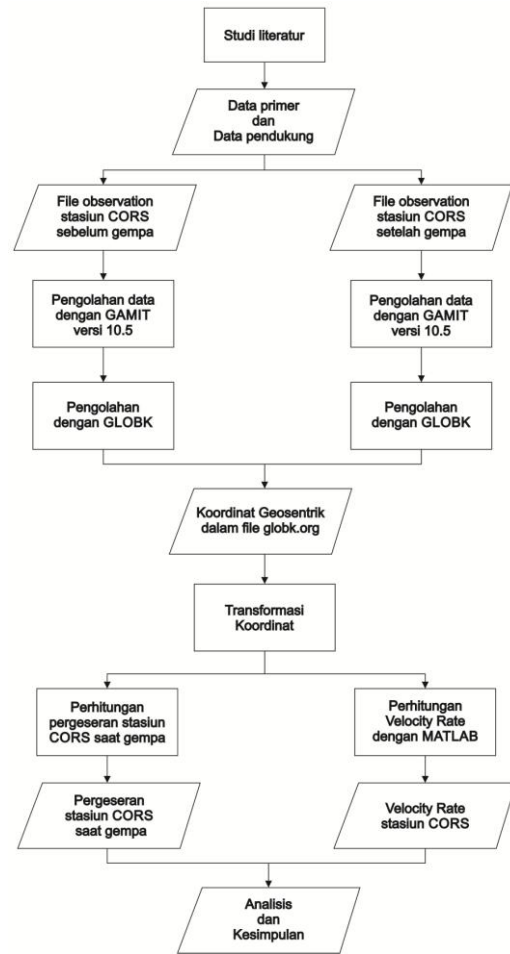 Studi literatur
Data primer
dan
Data pendukung
File observation
stasiun CORS
sebelum gempa
File observation
stasiun CORS
setelah gempa
Pengolahan data
dengan GAMIT
versi 10.5
Pengolahan data
dengan GAMIT
versi 10.5
Pengolahan
dengan GLOBK
Pengolahan
dengan GLOBK
Koordinat Geosentrik
dalam file globk.org
Transformasi
Koordinat
Perhitungan
pergeseran stasiun
CORS saat gempa
Perhitungan
Velocity Rate
dengan MATLAB
Pergeseran
stasiun CORS
saat gempa
Velocity Rate
stasiun CORS
Analisis
dan
Kesimpulan